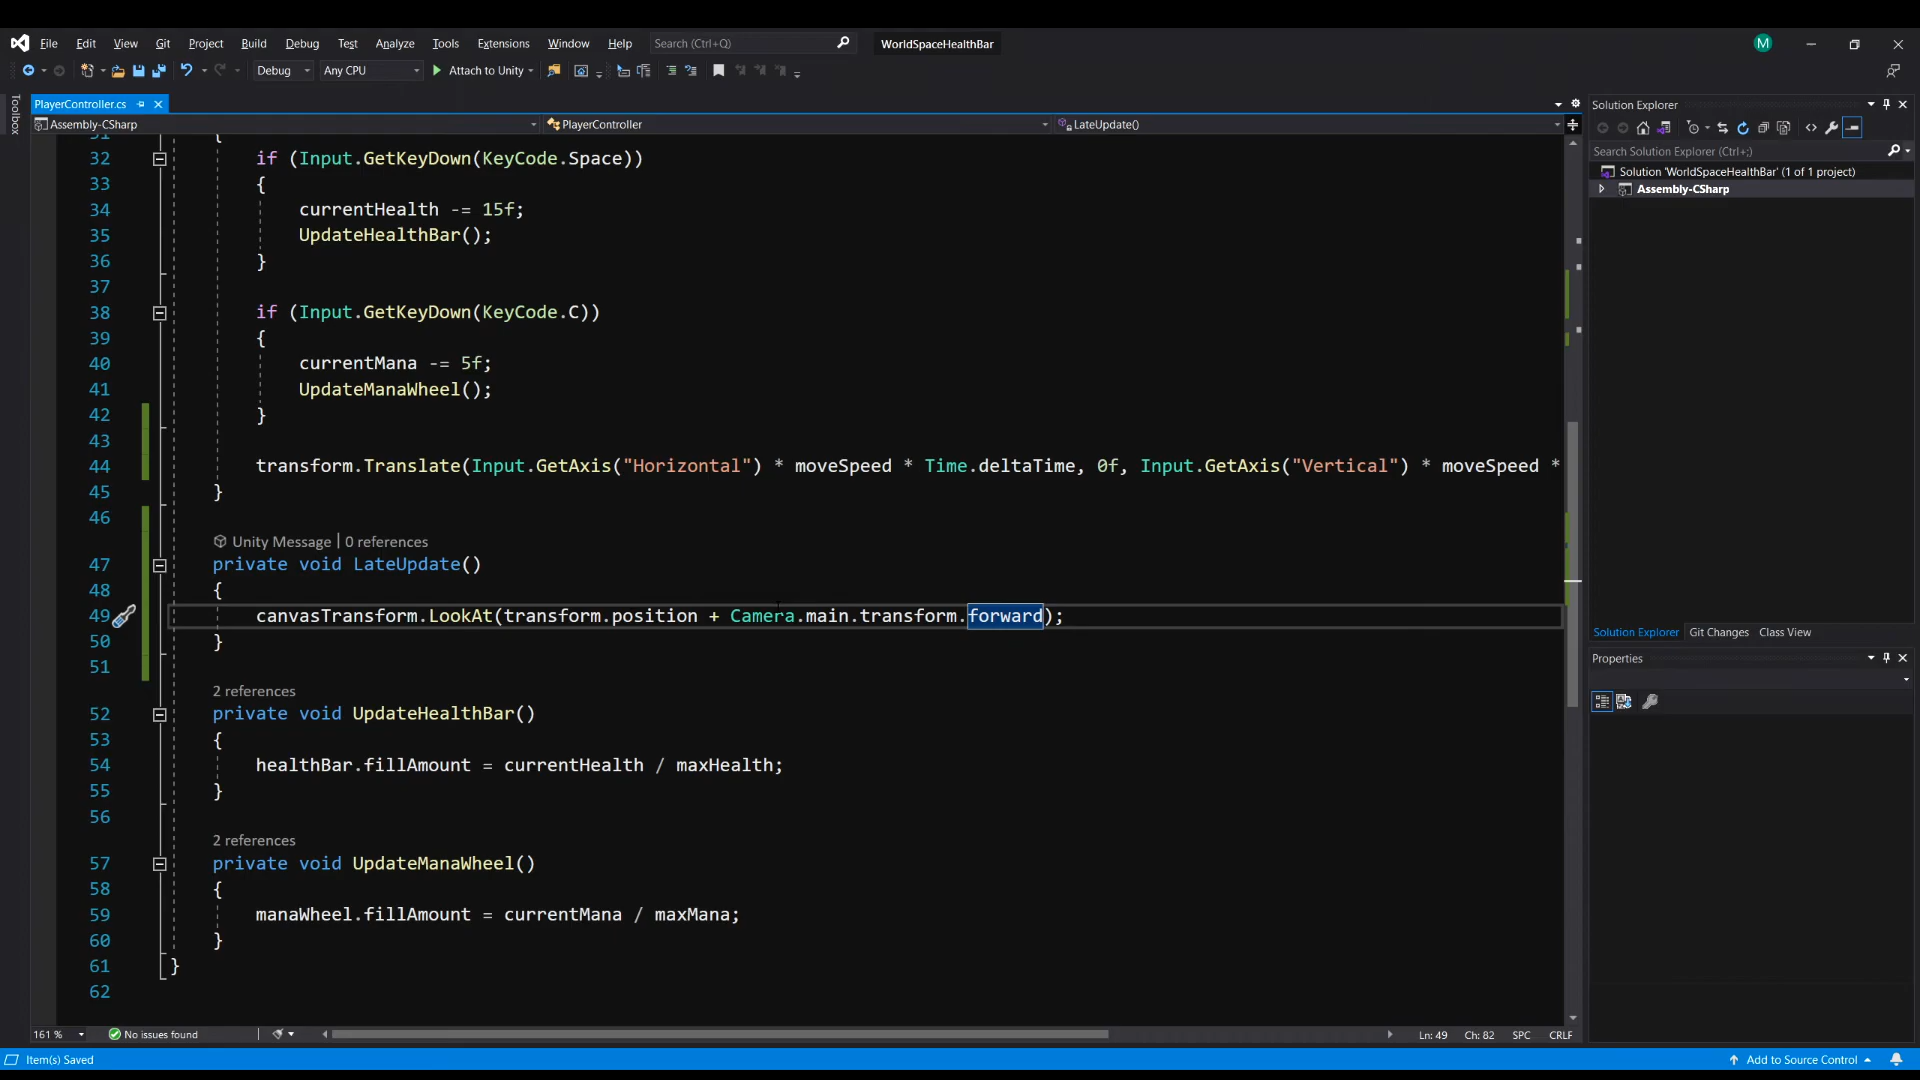 File Edit View Git Project Build Debug Test Analyze Tools Extensions Window Help Search (Ctrl+Q) WorldSpaceHealthBar M
Debug Any CPU Attach to Unity
Toolbox
PlayerController.cs
Assembly-CSharp PlayerController LateUpdate()
31 {
32 if (Input.GetKeyDown(KeyCode.Space))
33 {
34 currentHealth -= 15f;
35 UpdateHealthBar();
36 }
37
38 if (Input.GetKeyDown(KeyCode.C))
39 {
40 currentMana -= 5f;
41 UpdateManaWheel();
42 }
43
44 transform.Translate(Input.GetAxis("Horizontal") * moveSpeed * Time.deltaTime, 0f, Input.GetAxis("Vertical") * moveSpeed *
45 }
46
Unity Message | 0 references
47 private void LateUpdate()
48 {
49 canvasTransform.LookAt(transform.position + Camera.main.transform.forward);
50 }
51
2 references
52 private void UpdateHealthBar()
53 {
54 healthBar.fillAmount = currentHealth / maxHealth;
55 }
56
2 references
57 private void UpdateManaWheel()
58 {
59 manaWheel.fillAmount = currentMana / maxMana;
60 }
61 }
62
161 % No issues found Ln: 49 Ch: 82 SPC CRLF
Solution Explorer
Search Solution Explorer (Ctrl+;)
Solution 'WorldSpaceHealthBar' (1 of 1 project)
Assembly-CSharp
Solution Explorer Git Changes Class View
Properties
Item(s) Saved Add to Source Control